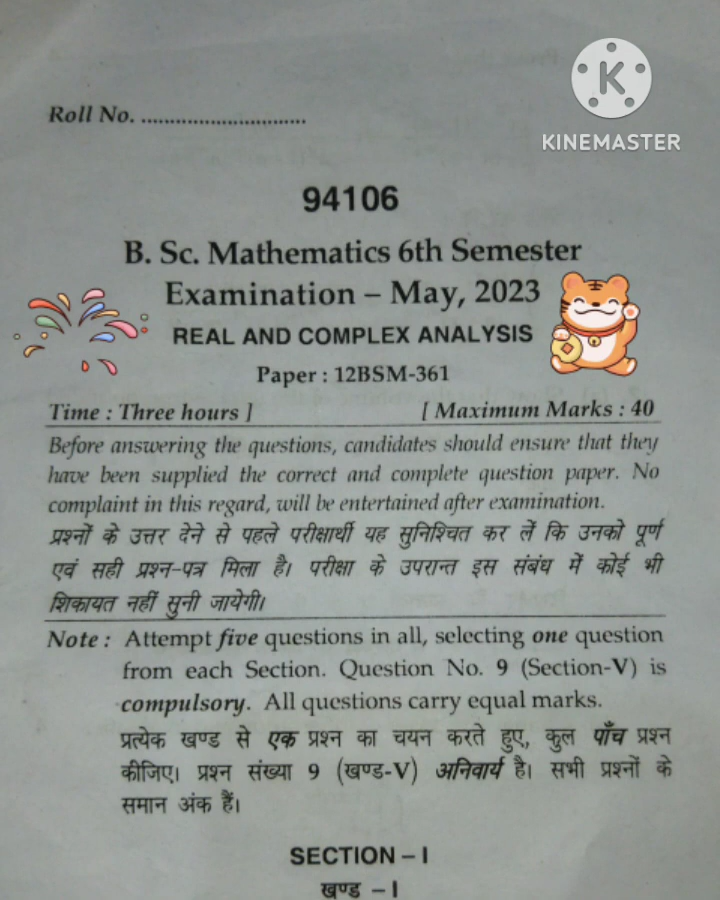 K
KINEMASTER
Roll No. ..............................
94106
B. Sc. Mathematics 6th Semester
Examination – May, 2023
REAL AND COMPLEX ANALYSIS
Paper : 12BSM-361
Time : Three hours ] [ Maximum Marks : 40
Before answering the questions, candidates should ensure that they
have been supplied the correct and complete question paper. No
complaint in this regard, will be entertained after examination.
प्रश्नों के उत्तर देने से पहले परीक्षार्थी यह सुनिश्चित कर लें कि उनको पूर्ण
एवं सही प्रश्न-पत्र मिला है। परीक्षा के उपरान्त इस संबंध में कोई भी
शिकायत नहीं सुनी जायेगी।
Note : Attempt five questions in all, selecting one question
from each Section. Question No. 9 (Section-V) is
compulsory. All questions carry equal marks.
प्रत्येक खण्ड से एक प्रश्न का चयन करते हुए, कुल पाँच प्रश्न
कीजिए। प्रश्न संख्या 9 (खण्ड-V) अनिवार्य है। सभी प्रश्नों के
समान अंक हैं।
SECTION – I
खण्ड – I